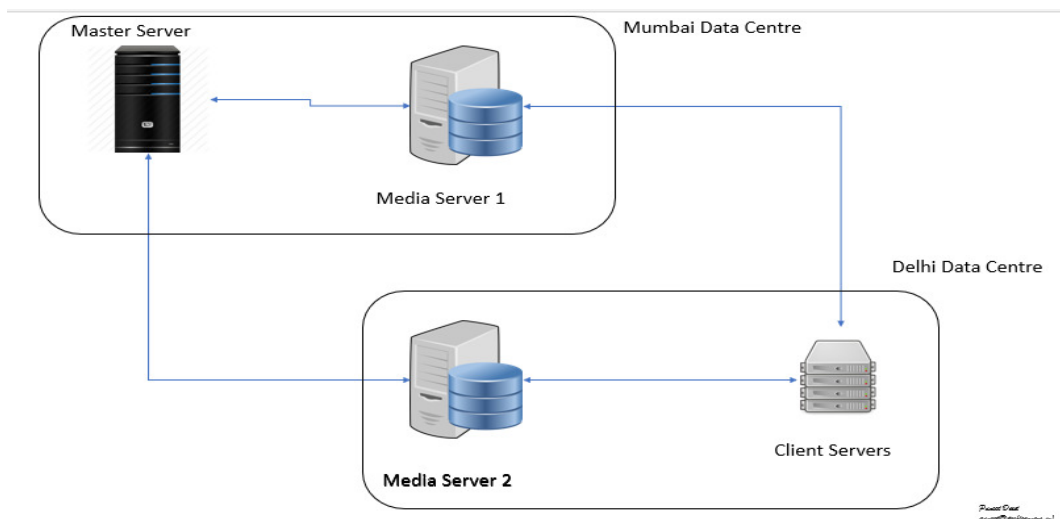 Master Server
Mumbai Data Centre
Media Server 1
Delhi Data Centre
Media Server 2
Client Servers